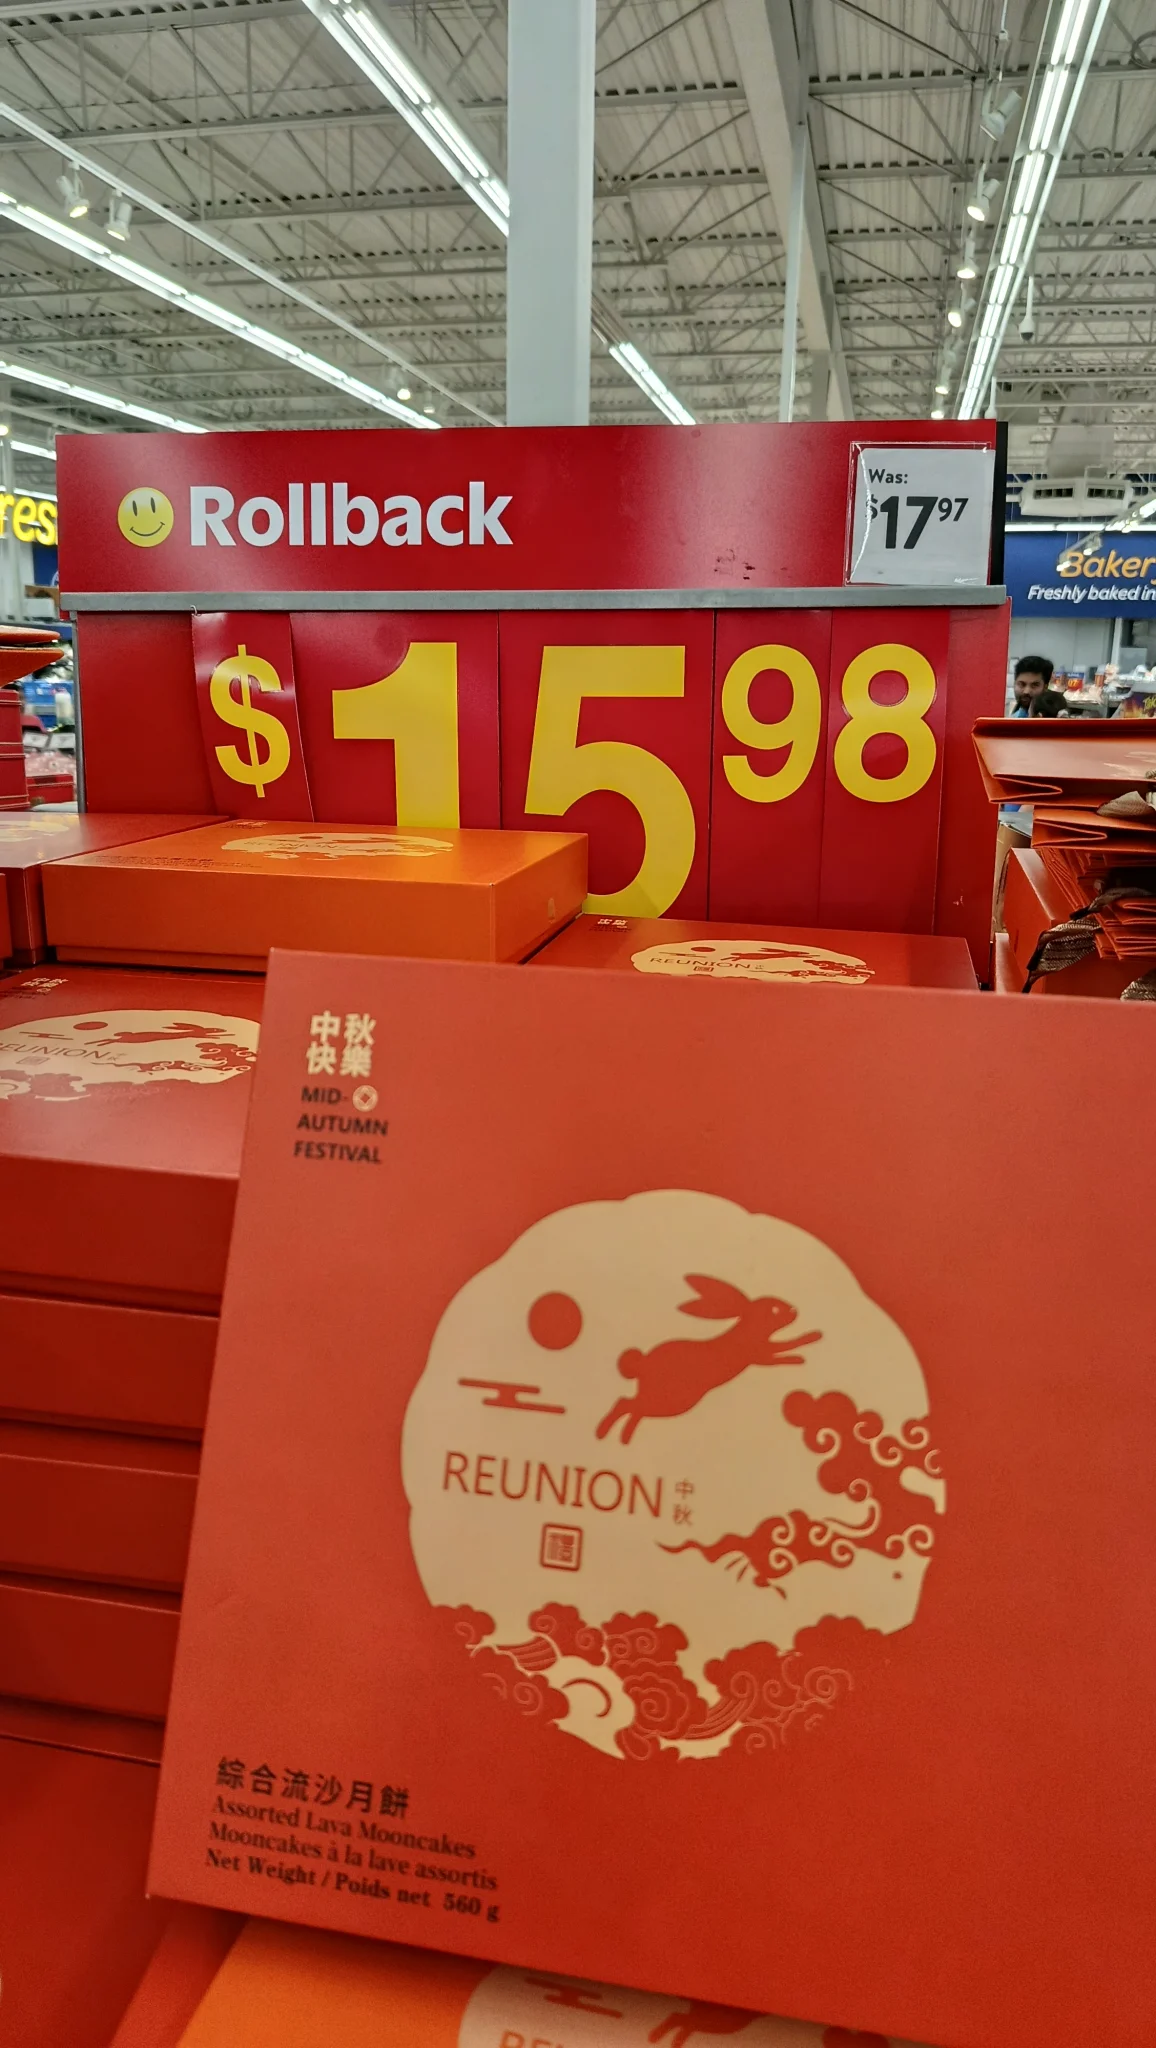 Rollback
Was:
$17.97
$15.98
Bakery
Freshly baked in
REUNION
中秋
快樂
MID-
AUTUMN
FESTIVAL
REUNION 中秋
綜合流沙月餅
Assorted Lava Mooncakes
Mooncakes à la lave assortis
Net Weight / Poids net 560 g